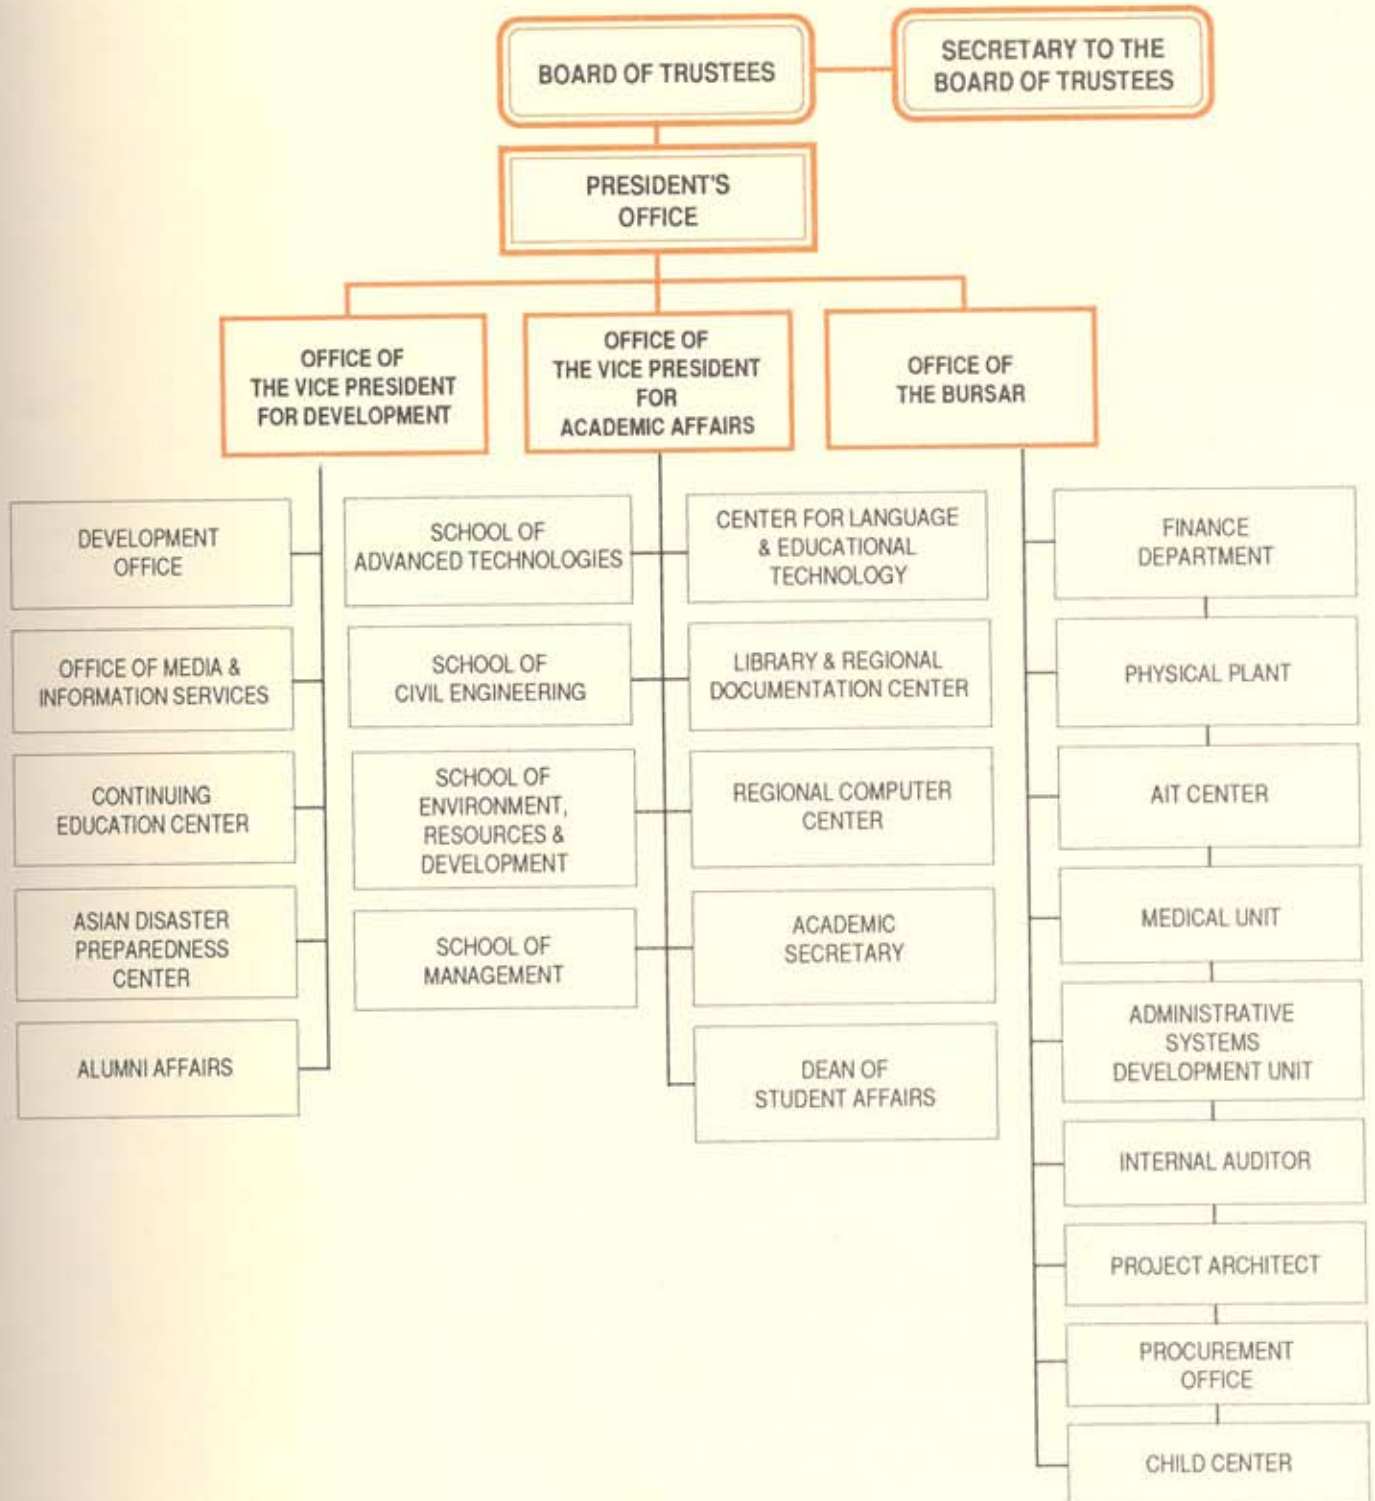 BOARD OF TRUSTEES
SECRETARY TO THE
BOARD OF TRUSTEES
PRESIDENT'S
OFFICE
OFFICE OF
THE VICE PRESIDENT
FOR DEVELOPMENT
OFFICE OF
THE VICE PRESIDENT
FOR
ACADEMIC AFFAIRS
OFFICE OF
THE BURSAR
DEVELOPMENT
OFFICE
OFFICE OF MEDIA &
INFORMATION SERVICES
CONTINUING
EDUCATION CENTER
ASIAN DISASTER
PREPAREDNESS
CENTER
ALUMNI AFFAIRS
SCHOOL OF
ADVANCED TECHNOLOGIES
SCHOOL OF
CIVIL ENGINEERING
SCHOOL OF
ENVIRONMENT,
RESOURCES &
DEVELOPMENT
SCHOOL OF
MANAGEMENT
CENTER FOR LANGUAGE
& EDUCATIONAL
TECHNOLOGY
LIBRARY & REGIONAL
DOCUMENTATION CENTER
REGIONAL COMPUTER
CENTER
ACADEMIC
SECRETARY
DEAN OF
STUDENT AFFAIRS
FINANCE
DEPARTMENT
PHYSICAL PLANT
AIT CENTER
MEDICAL UNIT
ADMINISTRATIVE
SYSTEMS
DEVELOPMENT UNIT
INTERNAL AUDITOR
PROJECT ARCHITECT
PROCUREMENT
OFFICE
CHILD CENTER